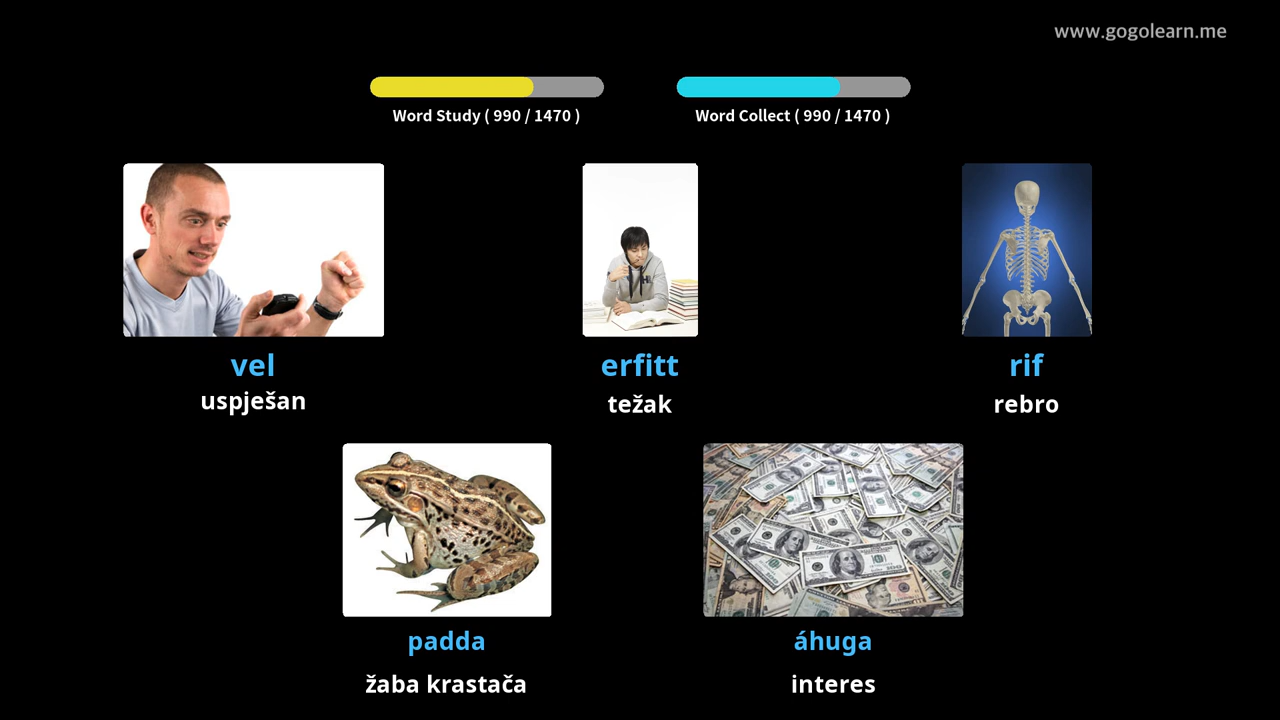 www.gogolearn.me
Word Study ( 990 / 1470 )
Word Collect ( 990 / 1470 )
vel
uspješan
erfitt
težak
rif
rebro
padda
žaba krastača
áhuga
interes